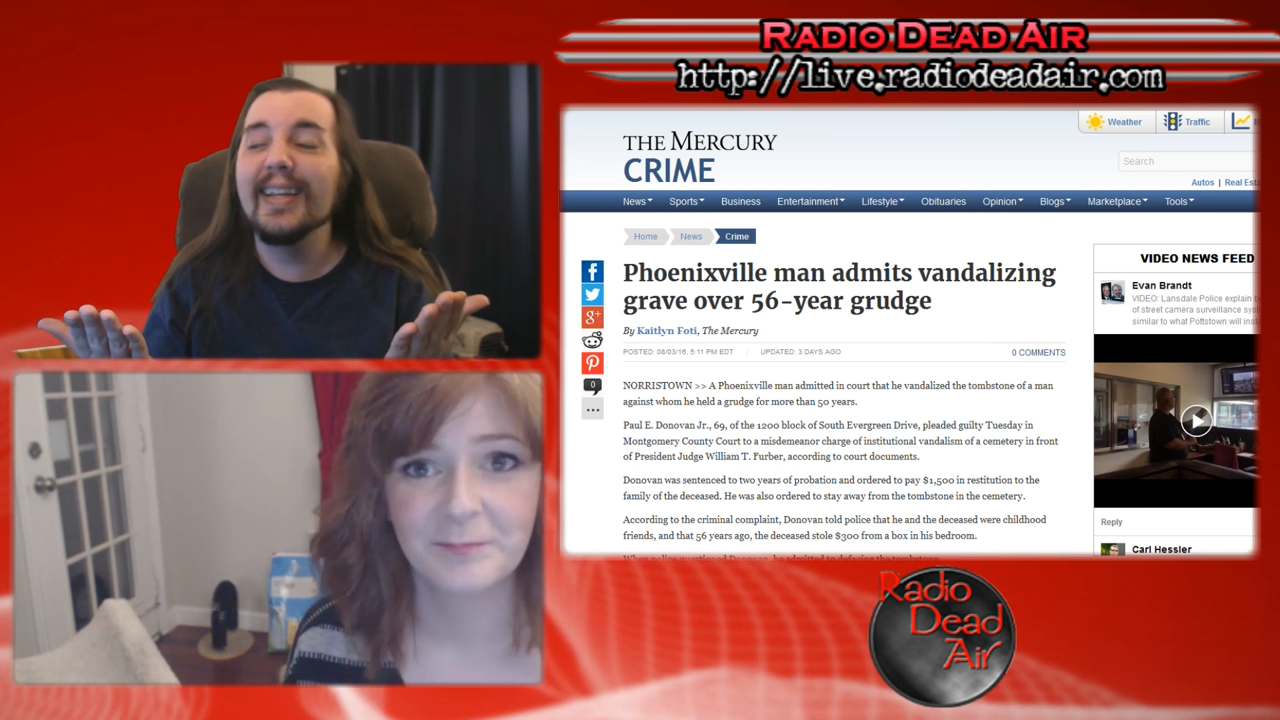 RADIO DEAD AIR
http://live.radiodeadair.com
Weather
Traffic
THE MERCURY
CRIME
Search
Autos | Real Est
News
Sports
Business
Entertainment
Lifestyle
Obituaries
Opinion
Blogs
Marketplace
Tools
Home
News
Crime
Phoenixville man admits vandalizing
grave over 56-year grudge
By Kaitlyn Foti, The Mercury
POSTED: 08/03/16, 5:11 PM EDT | UPDATED: 3 DAYS AGO
0 COMMENTS
f
g+
0
NORRISTOWN >> A Phoenixville man admitted in court that he vandalized the tombstone of a man
against whom he held a grudge for more than 50 years.
Paul E. Donovan Jr., 69, of the 1200 block of South Evergreen Drive, pleaded guilty Tuesday in
Montgomery County Court to a misdemeanor charge of institutional vandalism of a cemetery in front
of President Judge William T. Furber, according to court documents.
Donovan was sentenced to two years of probation and ordered to pay $1,500 in restitution to the
family of the deceased. He was also ordered to stay away from the tombstone in the cemetery.
According to the criminal complaint, Donovan told police that he and the deceased were childhood
friends, and that 56 years ago, the deceased stole $300 from a box in his bedroom.
When police questioned Donovan, he admitted to defacing the tombstone.
VIDEO NEWS FEED
Evan Brandt
VIDEO: Lansdale Police explain b
of street camera surveillance sys
similar to what Pottstown will inst
Reply
Carl Hessler
Radio
Dead
Air